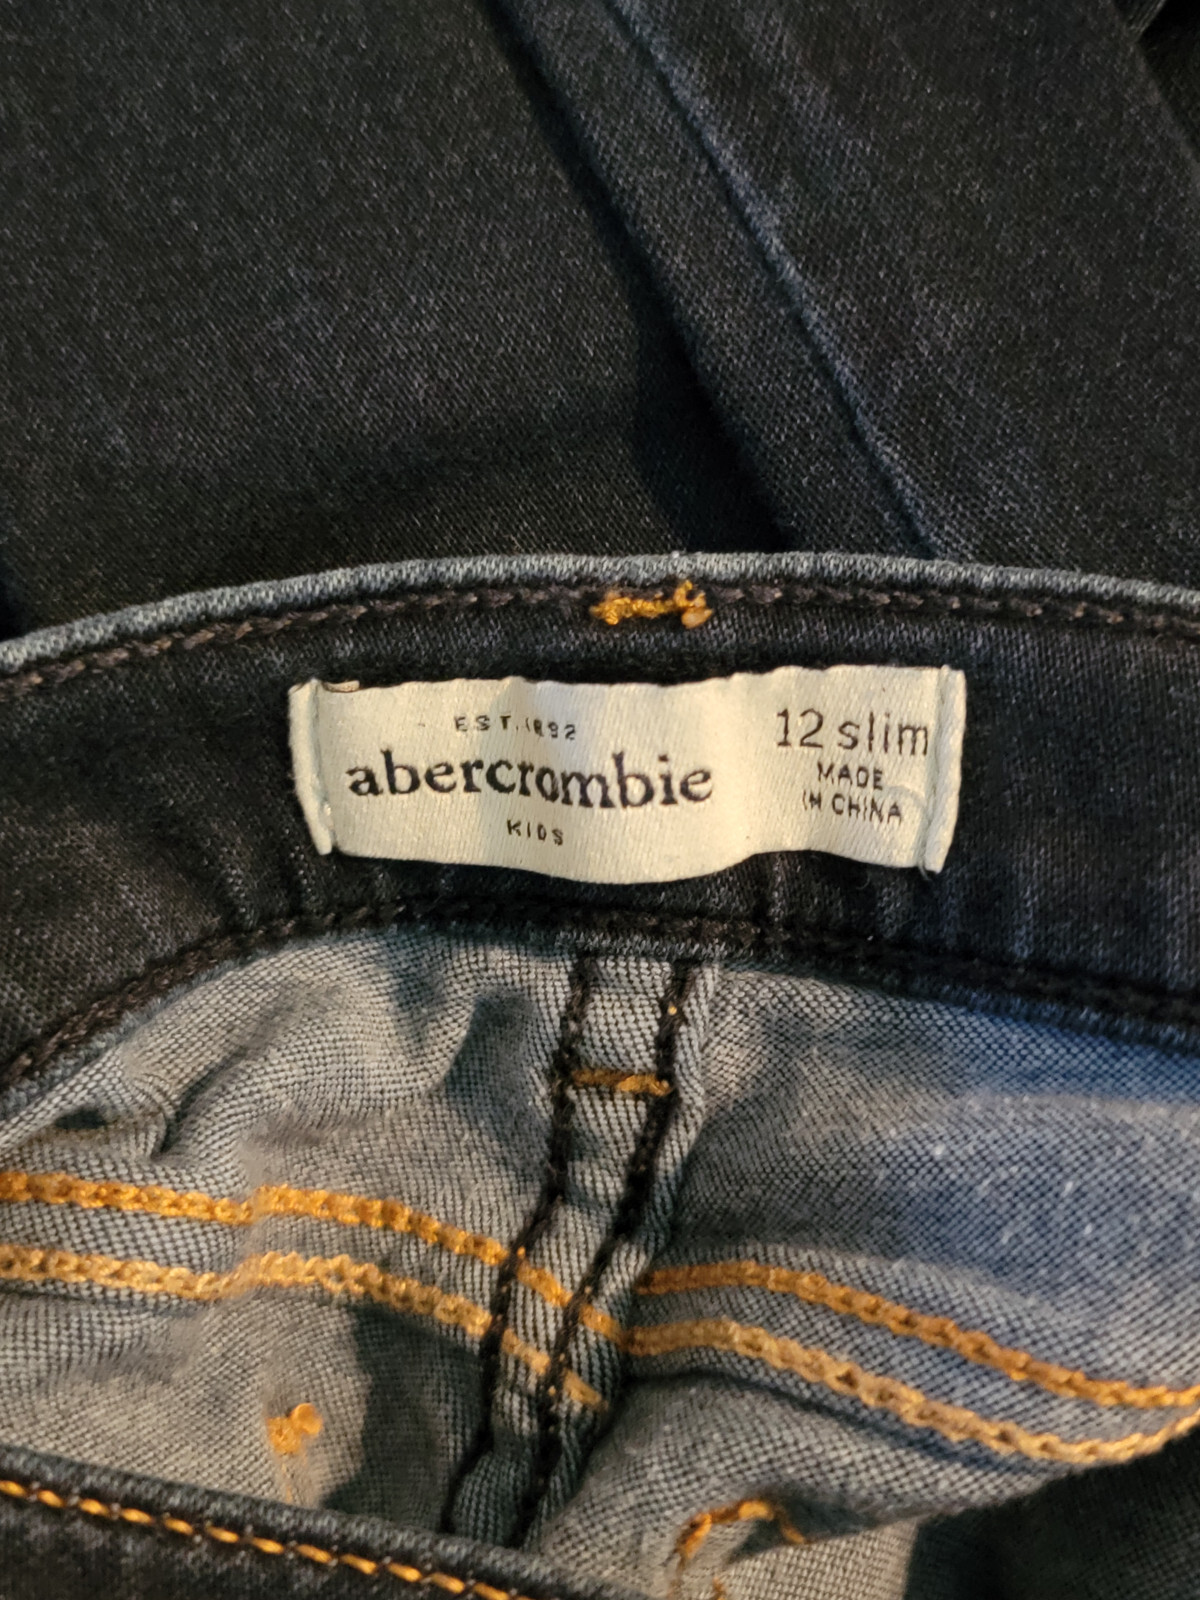 EST. 1892
abercrombie
KIDS
12 slim
MADE
IN CHINA